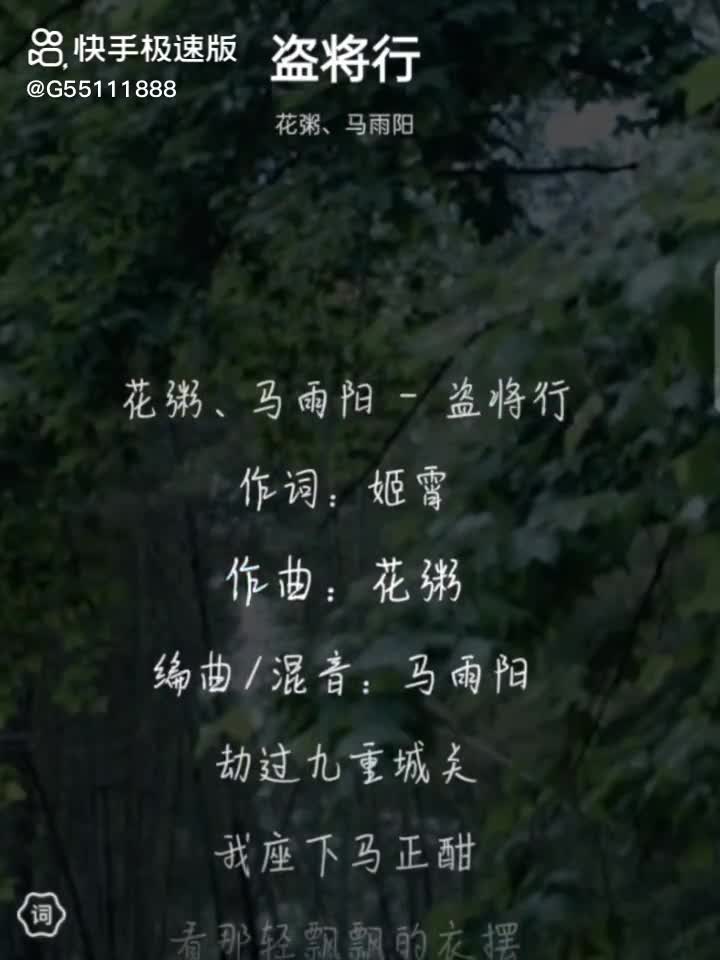 快手极速版
@G55111888
盗将行
花粥、马雨阳
花粥、马雨阳 - 盗将行
作词：姬霄
作曲：花粥
编曲/混音：马雨阳
劫过九重城关
我座下马正酣
看那轻飘飘的衣摆
词